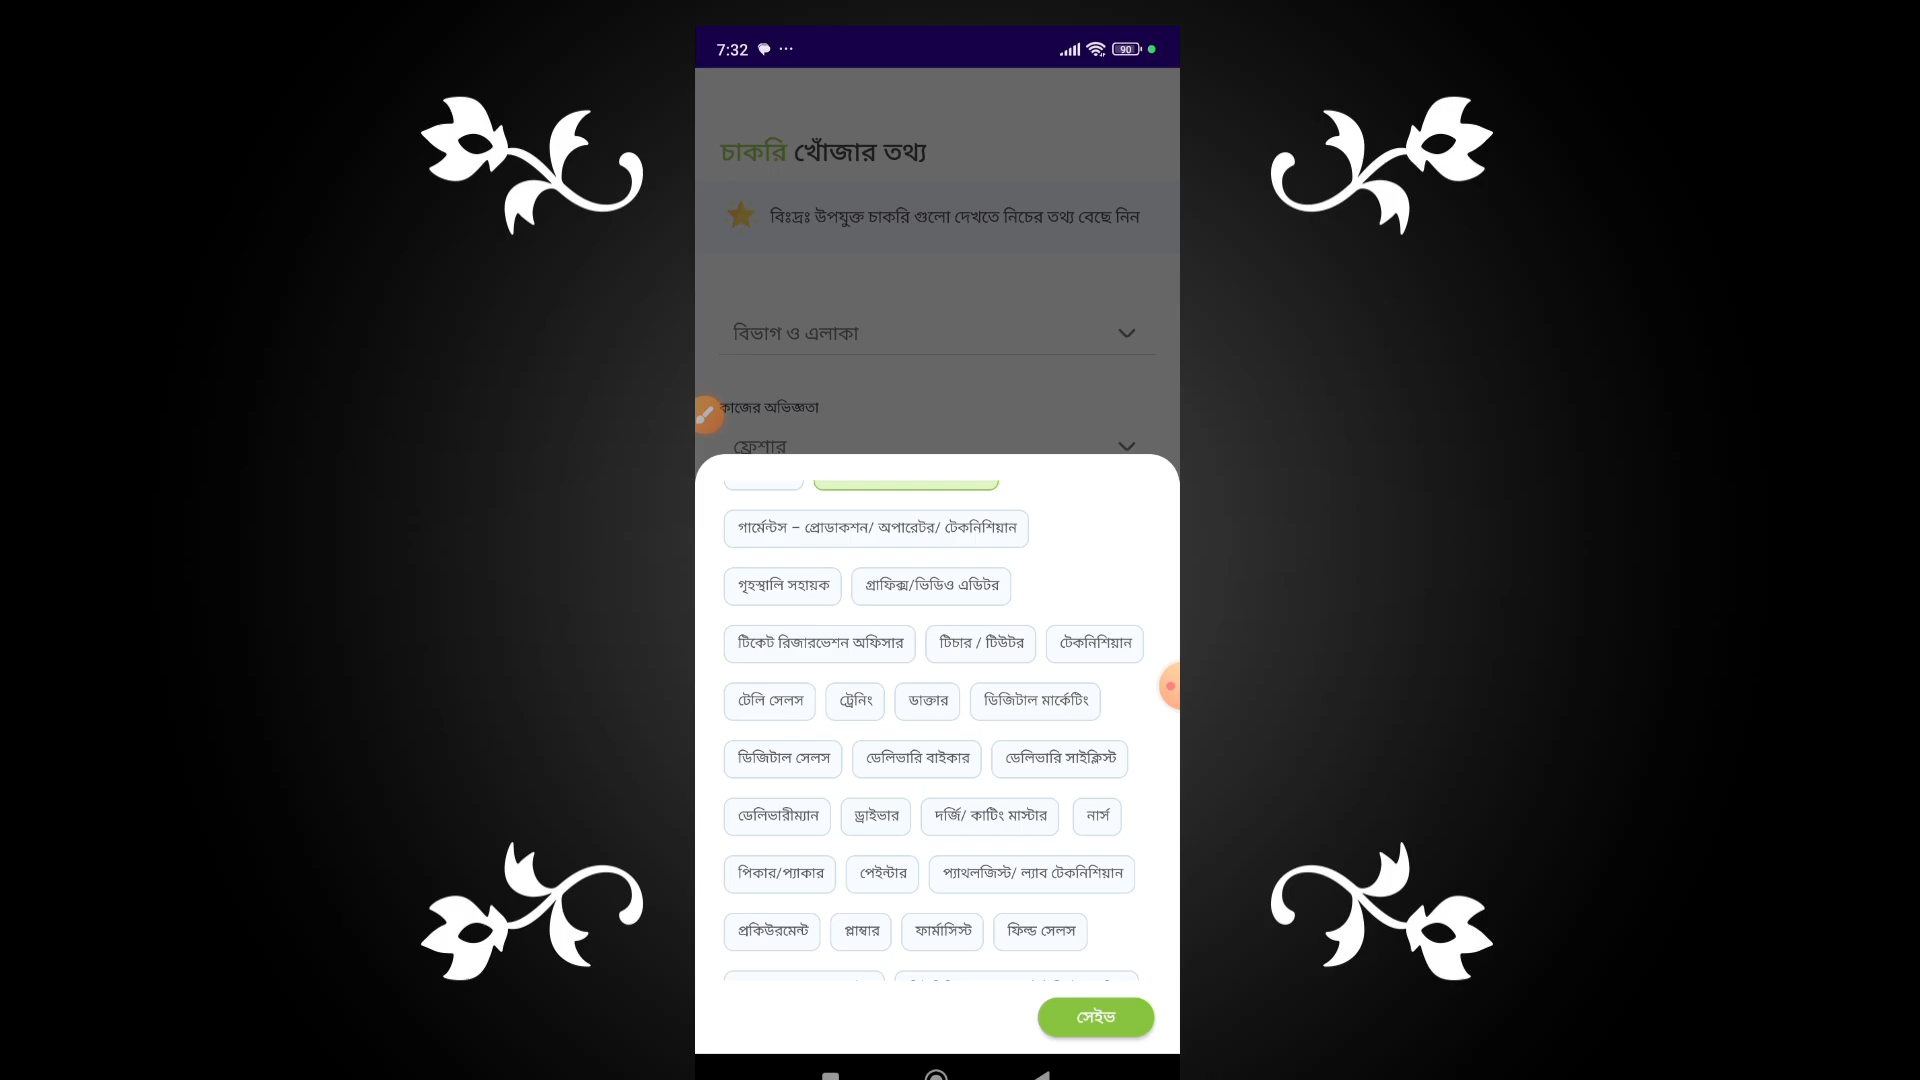 7:32
90
চাকরি খোঁজার তথ্য
বিঃদ্রঃ উপযুক্ত চাকরি গুলো দেখতে নিচের তথ্য বেছে নিন
বিভাগ ও এলাকা
কাজের অভিজ্ঞতা
ফ্রেশার
গার্মেন্টস – প্রোডাকশন/ অপারেটর/ টেকনিশিয়ান
গৃহস্থালি সহায়ক গ্রাফিক্স/ভিডিও এডিটর
টিকেট রিজারভেশন অফিসার টিচার / টিউটর টেকনিশিয়ান
টেলি সেলস ট্রেনিং ডাক্তার ডিজিটাল মার্কেটিং
ডিজিটাল সেলস ডেলিভারি বাইকার ডেলিভারি সাইক্লিস্ট
ডেলিভারীম্যান ড্রাইভার দর্জি/ কাটিং মাস্টার নার্স
পিকার/প্যাকার পেইন্টার প্যাথলজিস্ট/ ল্যাব টেকনিশিয়ান
প্রকিউরমেন্ট প্লাম্বার ফার্মাসিস্ট ফিল্ড সেলস
সেইভ